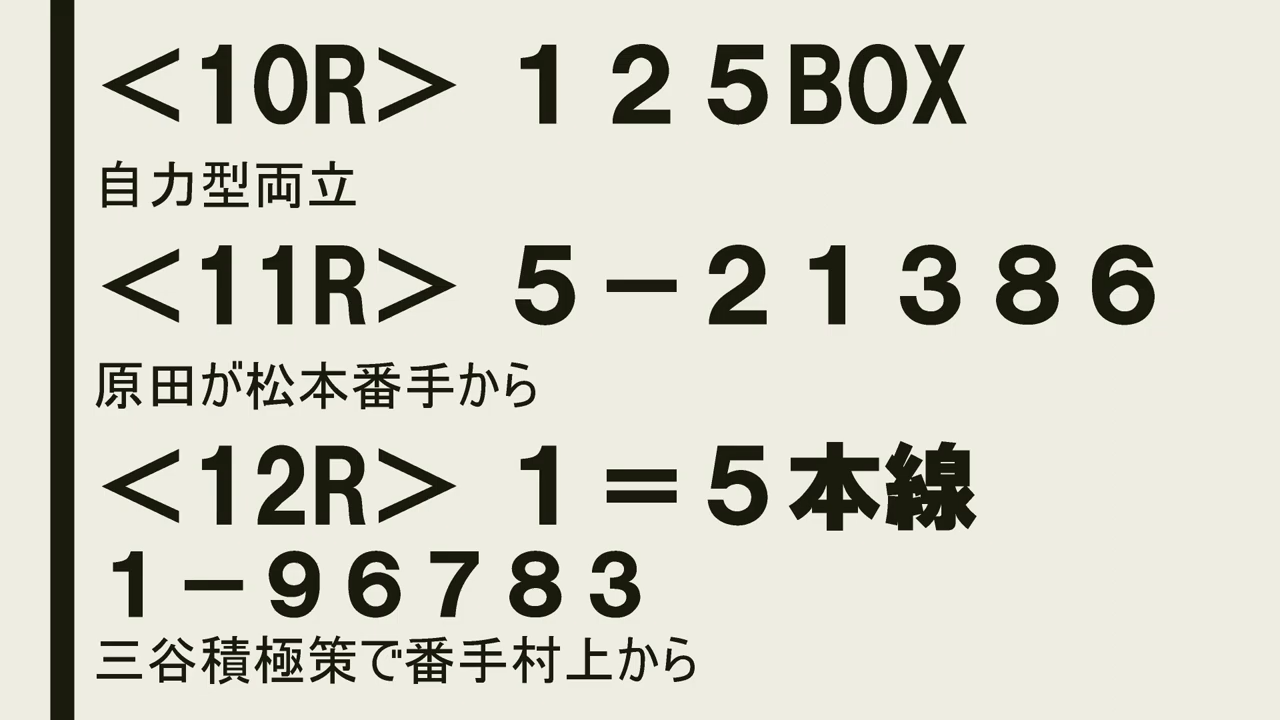 ＜10R＞ １２５BOX
自力型両立
＜11R＞ ５－２１３８６
原田が松本番手から
＜12R＞ １＝５本線
１－９６７８３
三谷積極策で番手村上から